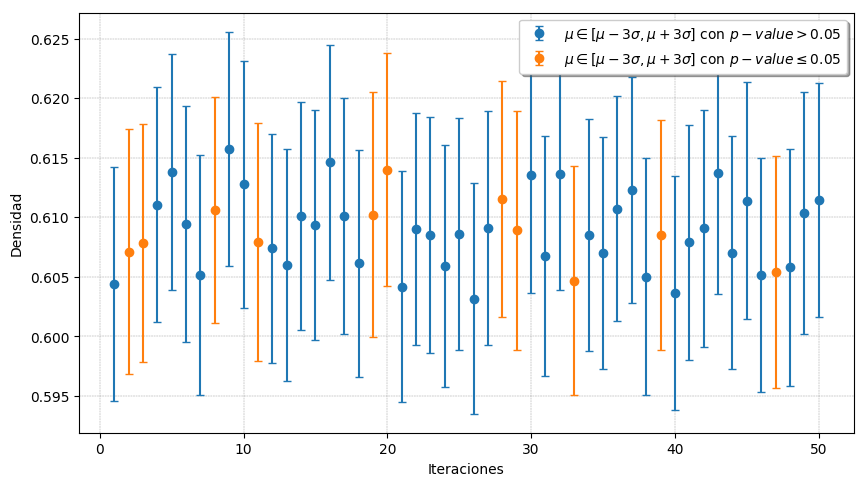 μ ∈ [μ − 3σ, μ + 3σ] con p − value > 0.05
μ ∈ [μ − 3σ, μ + 3σ] con p − value ≤ 0.05
Densidad
0.625
0.620
0.615
0.610
0.605
0.600
0.595
0 10 20 30 40 50
Iteraciones